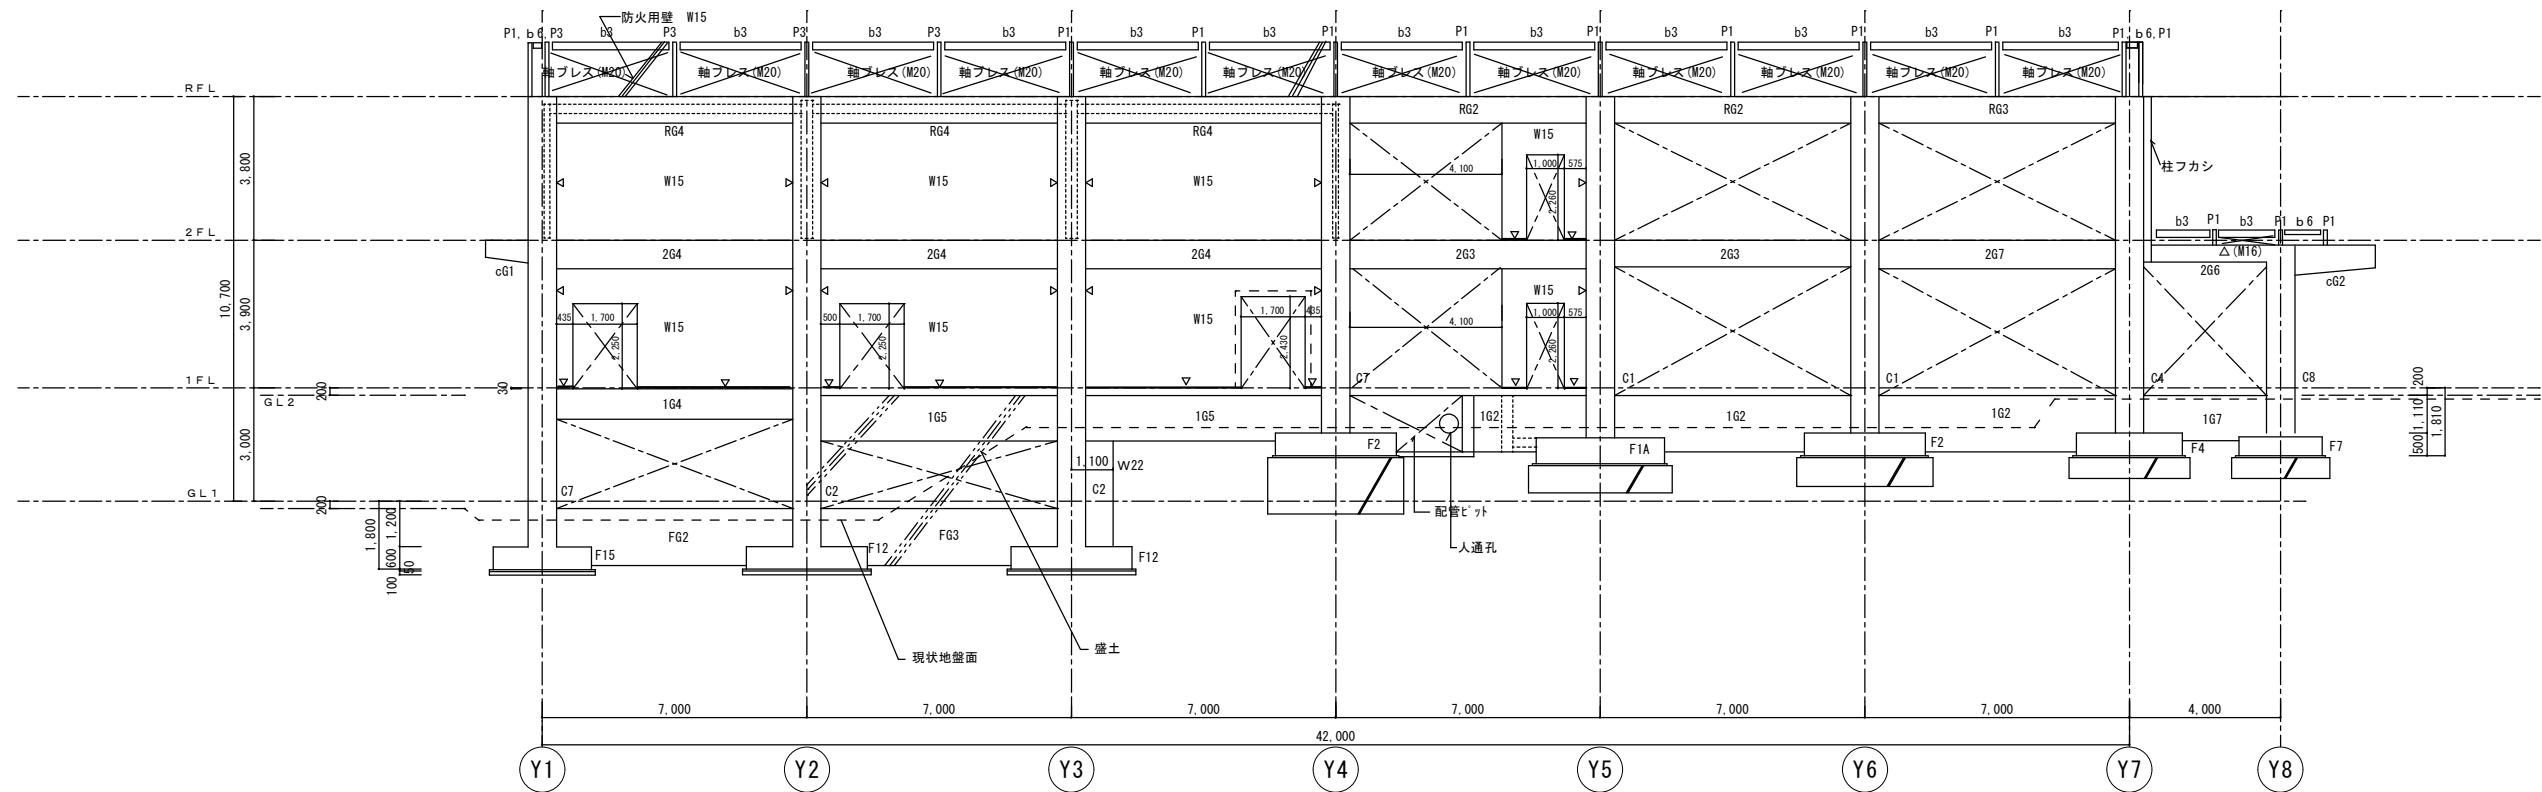 防火用壁 W15
P1, b6, P3 b3 P3 b3 P3 b3 P3 b3 P1 b3 P1 b3 P1 b3 P1 b3 P1 b3 P1 b3 P1 b3 P1 b3 P1 b6, P1
軸ブレス(M20) 軸ブレス(M20) 軸ブレス(M20) 軸ブレス(M20) 軸ブレス(M20) 軸ブレス(M20) 軸ブレス(M20) 軸ブレス(M20) 軸ブレス(M20) 軸ブレス(M20) 軸ブレス(M20) 軸ブレス(M20)
RFL
RG2 RG2 RG3
RG4 RG4 RG4 W15
3,800 1,000 575
4,100 柱フカシ
W15 W15 W15
2,260
b3 P1 b3 P1 b6 P1
2FL
2G4 2G4 2G4 2G3 2G3 2G7 △(M16)
cG1 2G6 cG2
10,700 3,900
W15
435 1,700 500 1,700 1,700 435 1,000 575
4,100
W15 W15 W15
2,250 2,250 2,430 2,260
1FL
C7 C1 C1 C4 C8
200 30 200
GL2
1G4 1G5 1G5 1G2 1G2 1G2 1G7
1,110 1,810
3,000
F2 F1A F2 F4 F7
500
1,100 W22
C7 C2 C2
GL1
200
配管ピット
1,800 1,200
FG2 FG3
人通孔
600 F15 F12 F12
100 50
盛土
現状地盤面
7,000 7,000 7,000 7,000 7,000 7,000 4,000
42,000
Y1 Y2 Y3 Y4 Y5 Y6 Y7 Y8